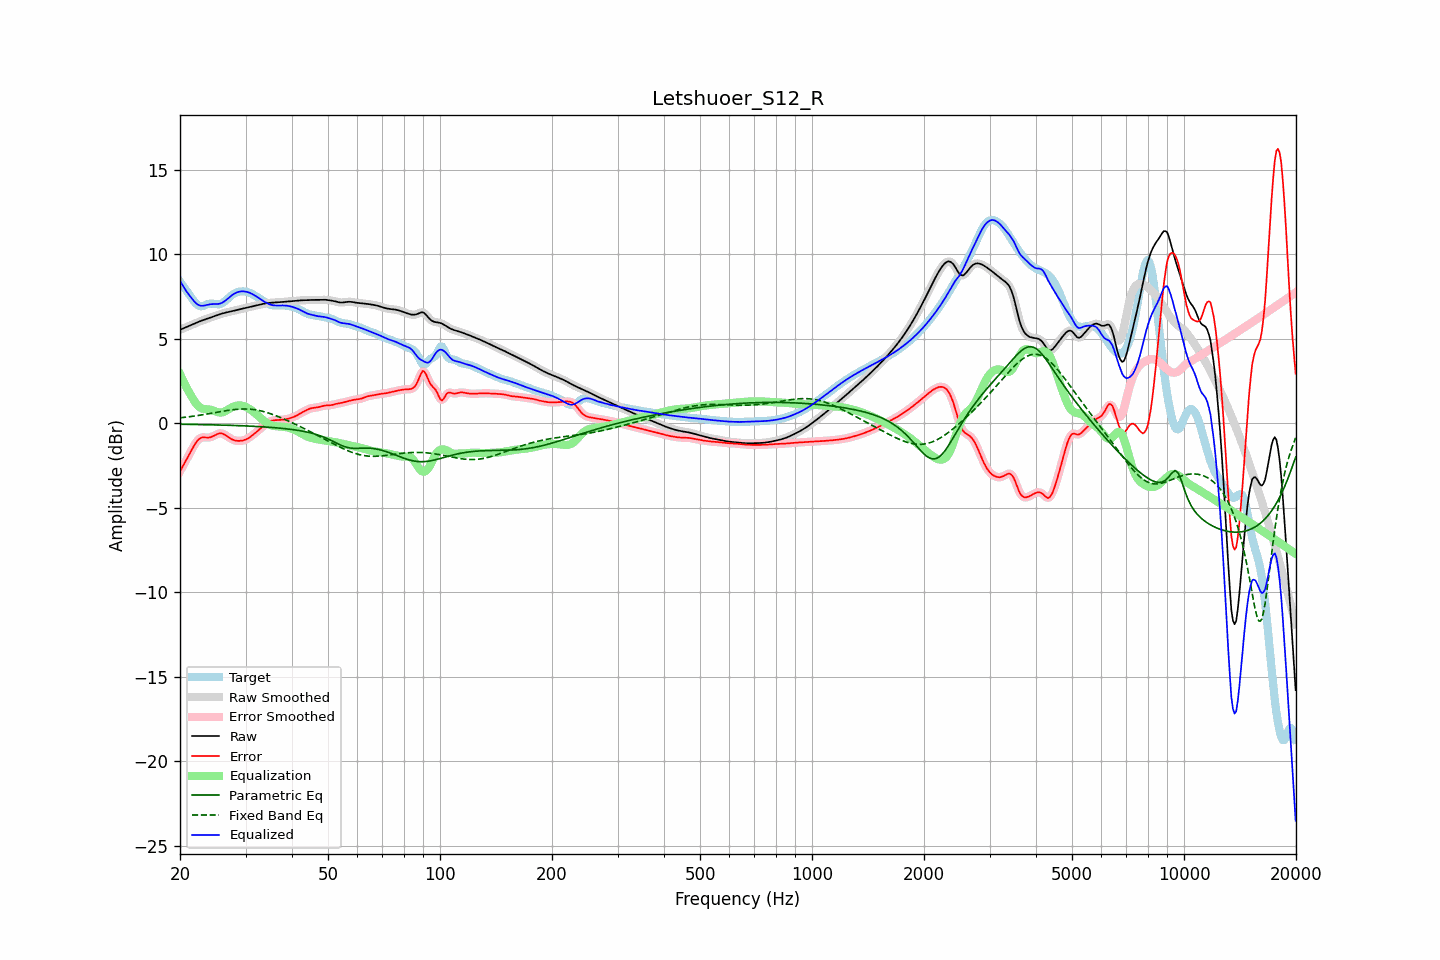 Letshuoer_S12_R
Amplitude (dBr)
15
10
5
0
−5
−10
−15
−20
−25
Target
Raw Smoothed
Error Smoothed
Raw
Error
Equalization
Parametric Eq
Fixed Band Eq
Equalized
20 50 100 200 500 1000 2000 5000 10000 20000
Frequency (Hz)